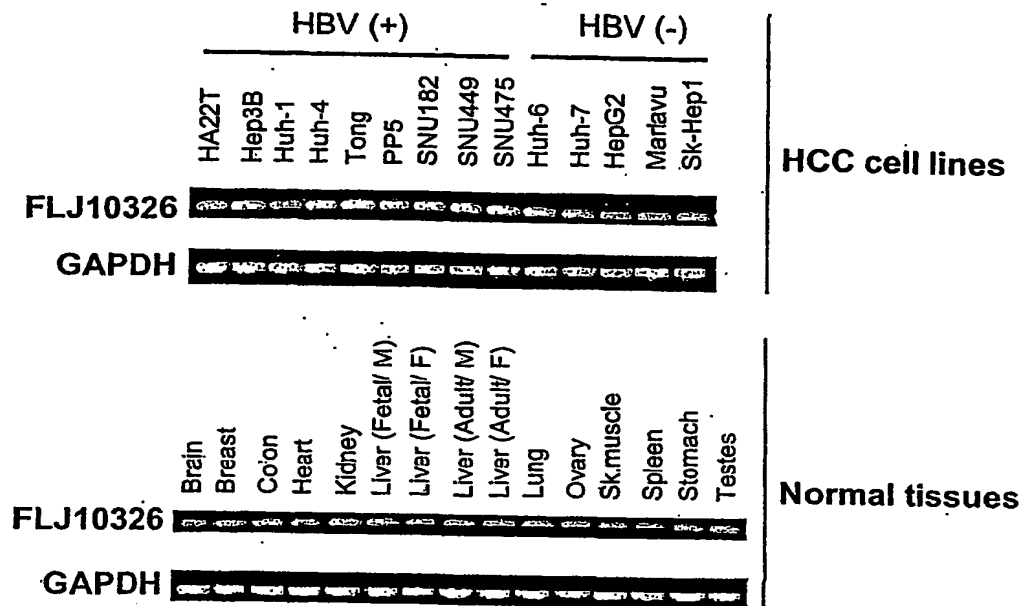 HBV (+) HBV (-)
HA22T Hep3B Huh-1 Huh-4 Tong PP5 SNU182 SNU449 SNU475 Huh-6 Huh-7 HepG2 Marlavu Sk-Hep1
HCC cell lines
FLJ10326
GAPDH
Brain Breast Co'on Heart Kidney Liver (Fetal/ M). Liver (Fetal/ F) Liver (Adult/ M) Liver (Adult/ F) Lung Ovary Sk.muscle Spleen Stomach Testes
Normal tissues
FLJ10326
GAPDH